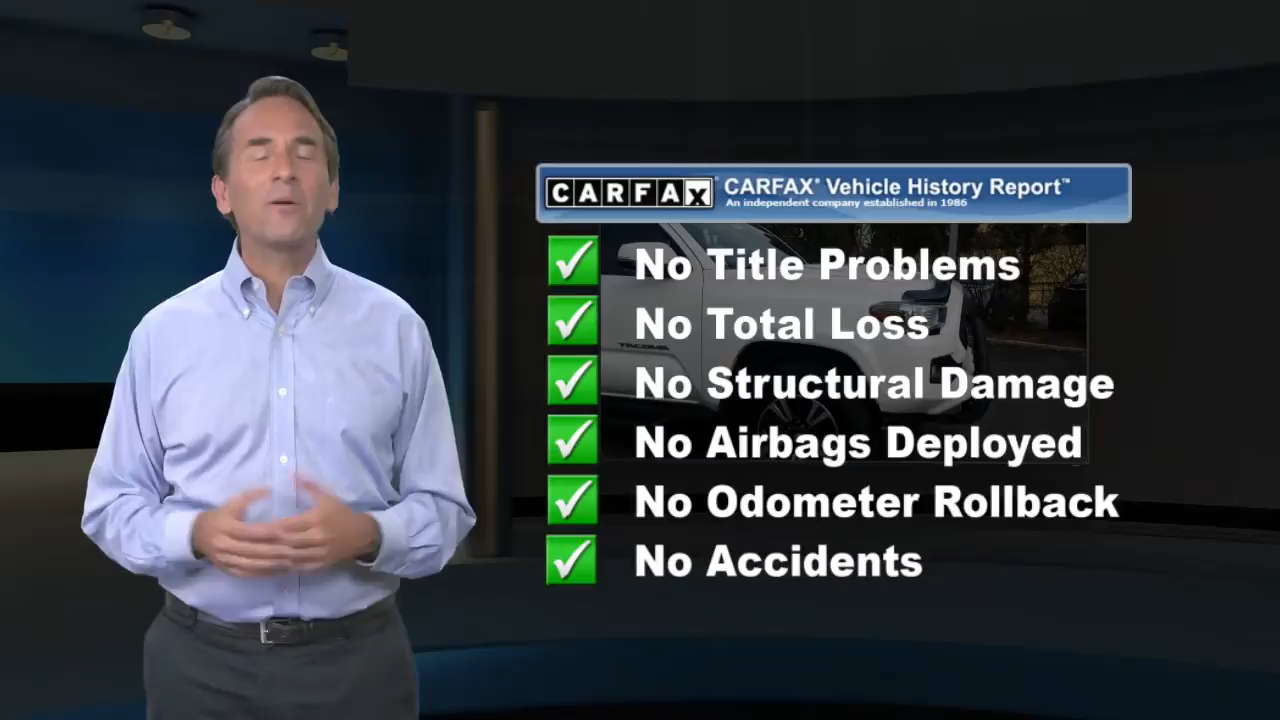 CARFAX
CARFAX® Vehicle History Report™
An independent company established in 1986
No Title Problems
No Total Loss
No Structural Damage
TACOMA
No Airbags Deployed
No Odometer Rollback
No Accidents